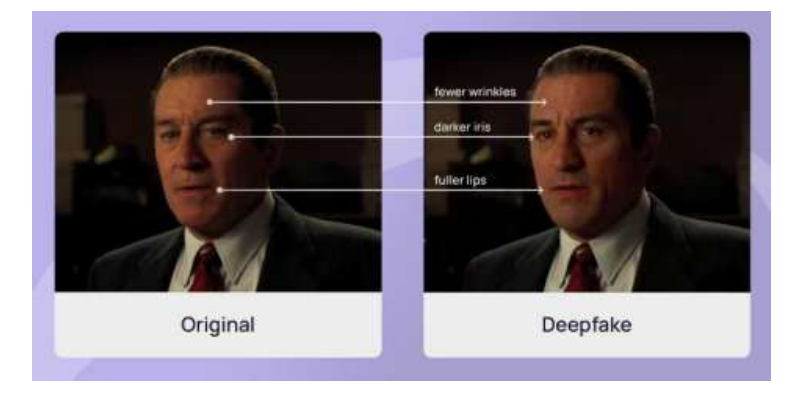 fewer wrinkles
darker iris
fuller lips
Original
Deepfake